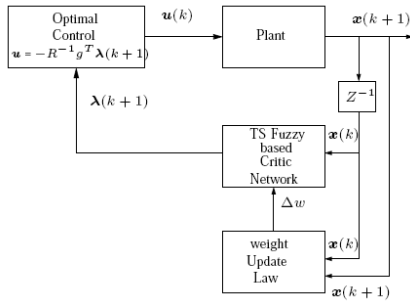 Optimal
Control
u = −R⁻¹gᵀλ(k+1)
u(k)
Plant
x(k+1)
Z⁻¹
λ(k+1)
TS Fuzzy
based
Critic
Network
x(k)
Δw
weight
Update
Law
x(k)
x(k+1)